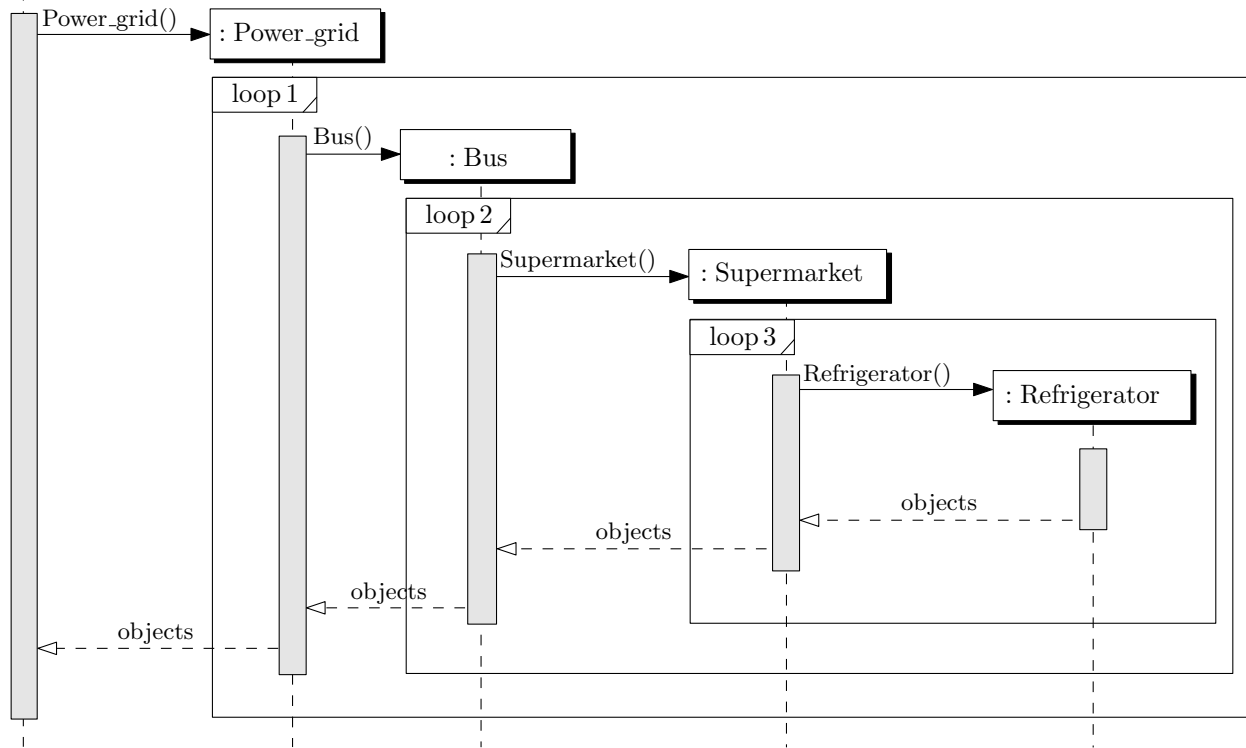 Power_grid()
: Power_grid
loop 1
Bus()
: Bus
loop 2
Supermarket()
: Supermarket
loop 3
Refrigerator()
: Refrigerator
objects
objects
objects
objects